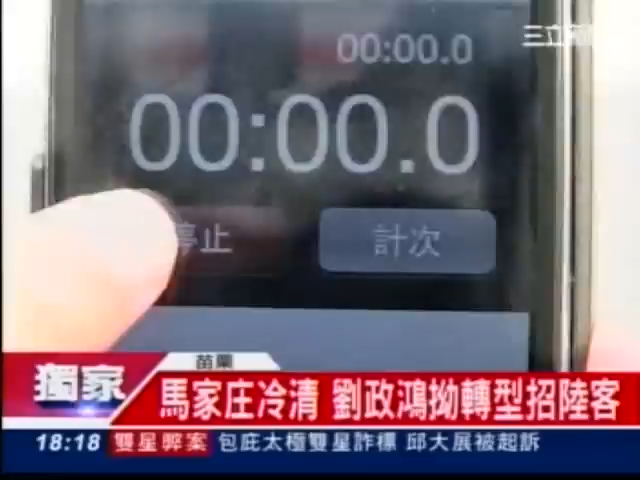 三立新
00:00.0
00:00.0
停止
計次
苗栗
獨家
馬家庄冷清 劉政鴻拗轉型招陸客
18:18 雙星弊案 包庇太極雙星詐標 邱大展被起訴